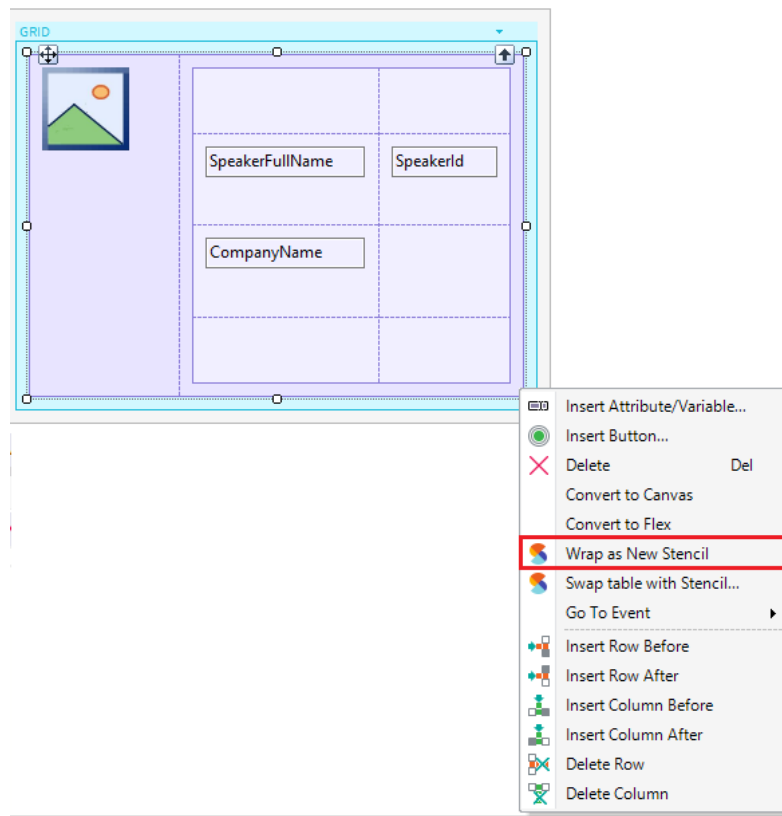 GRID
SpeakerFullName
SpeakerId
CompanyName
Insert Attribute/Variable...
Insert Button...
Delete Del
Convert to Canvas
Convert to Flex
Wrap as New Stencil
Swap table with Stencil...
Go To Event
Insert Row Before
Insert Row After
Insert Column Before
Insert Column After
Delete Row
Delete Column